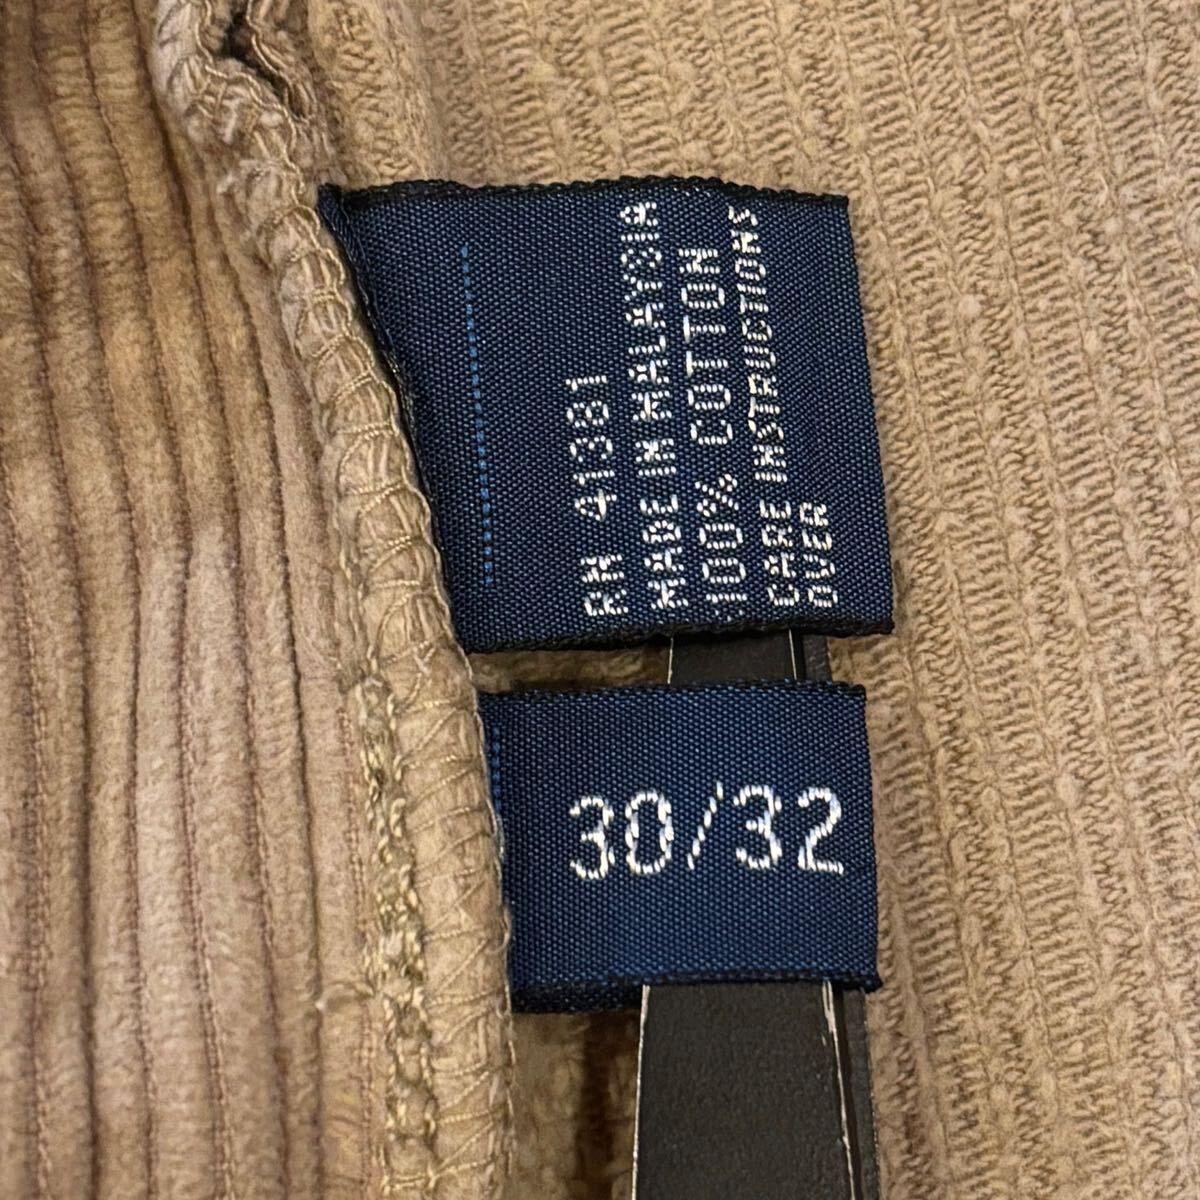 RN 41381
MADE IN MALAYSIA
100% COTTON
CARE INSTRUCTIONS
OVER
30/32